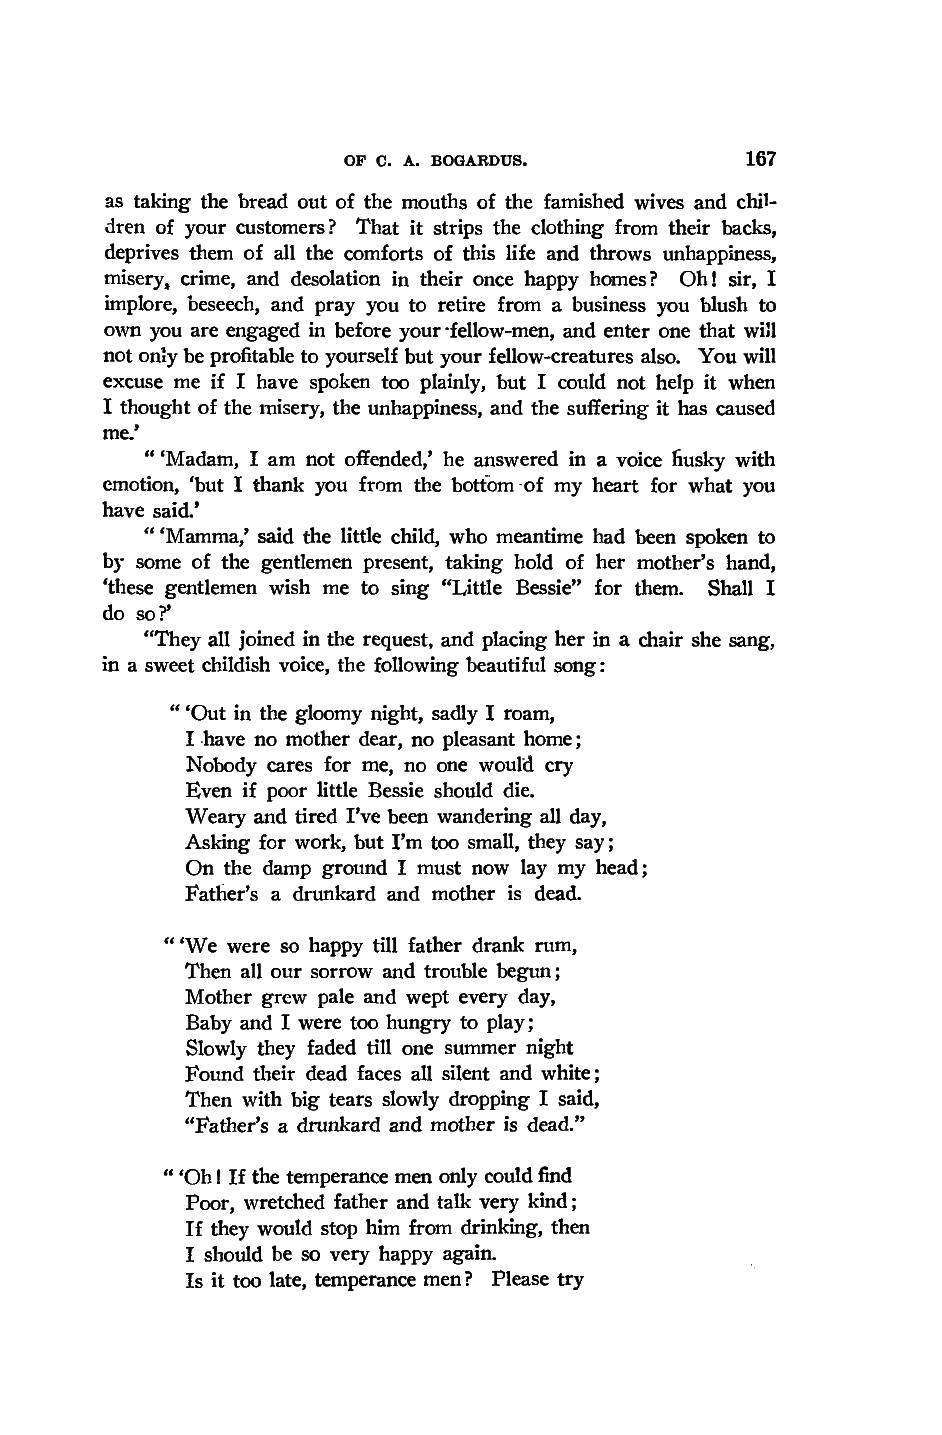 OF C. A. BOGARDUS. 167
as taking the bread out of the mouths of the famished wives and chil-
dren of your customers? That it strips the clothing from their backs,
deprives them of all the comforts of this life and throws unhappiness,
misery, crime, and desolation in their once happy homes? Oh! sir, I
implore, beseech, and pray you to retire from a business you blush to
own you are engaged in before your fellow-men, and enter one that will
not only be profitable to yourself but your fellow-creatures also. You will
excuse me if I have spoken too plainly, but I could not help it when
I thought of the misery, the unhappiness, and the suffering it has caused
me.'
" 'Madam, I am not offended,' he answered in a voice husky with
emotion, 'but I thank you from the bottom of my heart for what you
have said.'
" 'Mamma,' said the little child, who meantime had been spoken to
by some of the gentlemen present, taking hold of her mother's hand,
'these gentlemen wish me to sing "Little Bessie" for them. Shall I
do so?'
"They all joined in the request, and placing her in a chair she sang,
in a sweet childish voice, the following beautiful song:
" 'Out in the gloomy night, sadly I roam,
I have no mother dear, no pleasant home;
Nobody cares for me, no one would cry
Even if poor little Bessie should die.
Weary and tired I've been wandering all day,
Asking for work, but I'm too small, they say;
On the damp ground I must now lay my head;
Father's a drunkard and mother is dead.
" 'We were so happy till father drank rum,
Then all our sorrow and trouble begun;
Mother grew pale and wept every day,
Baby and I were too hungry to play;
Slowly they faded till one summer night
Found their dead faces all silent and white;
Then with big tears slowly dropping I said,
"Father's a drunkard and mother is dead."
" 'Oh! If the temperance men only could find
Poor, wretched father and talk very kind;
If they would stop him from drinking, then
I should be so very happy again.
Is it too late, temperance men? Please try